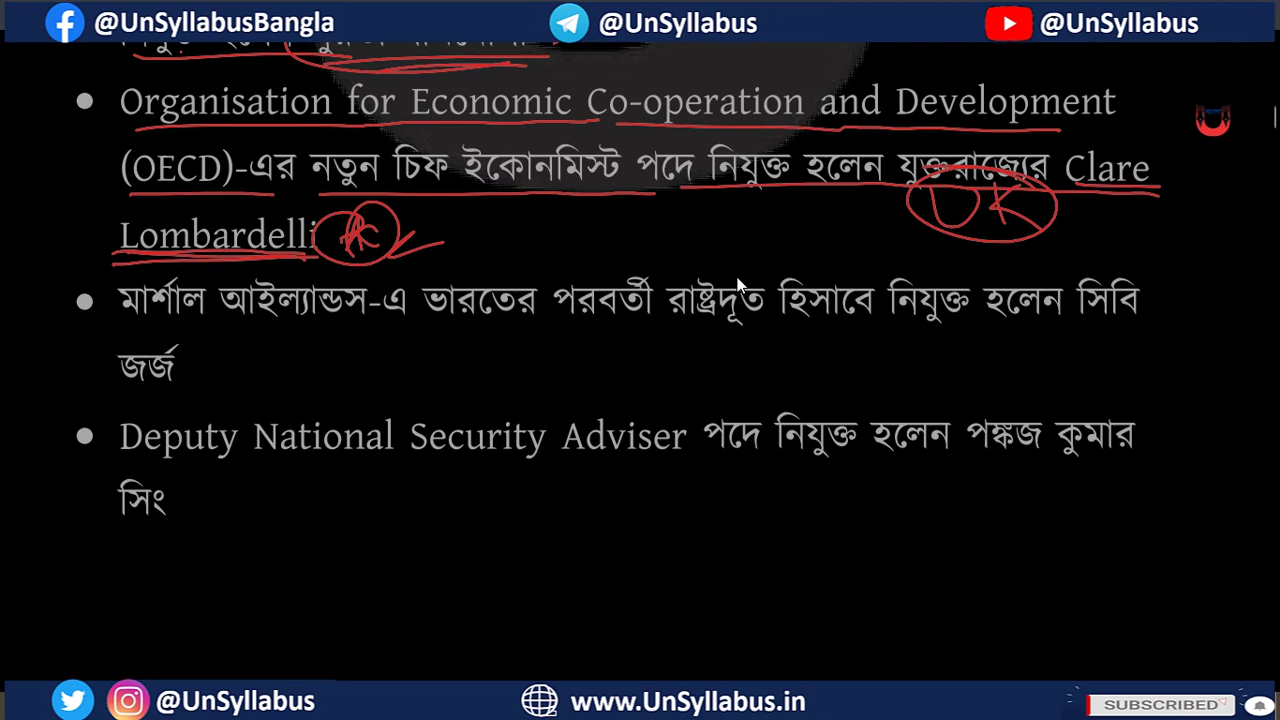 @UnSyllabusBangla @UnSyllabus @UnSyllabus
Organisation for Economic Co-operation and Development
(OECD)-এর নতুন চিফ ইকোনমিস্ট পদে নিযুক্ত হলেন যুক্তরাজ্যের Clare
UK
Lombardelli
মার্শাল আইল্যান্ডস-এ ভারতের পরবর্তী রাষ্ট্রদূত হিসাবে নিযুক্ত হলেন সিবি
জর্জ
Deputy National Security Adviser পদে নিযুক্ত হলেন পঙ্কজ কুমার
সিং
@UnSyllabus www.UnSyllabus.in SUBSCRIBED